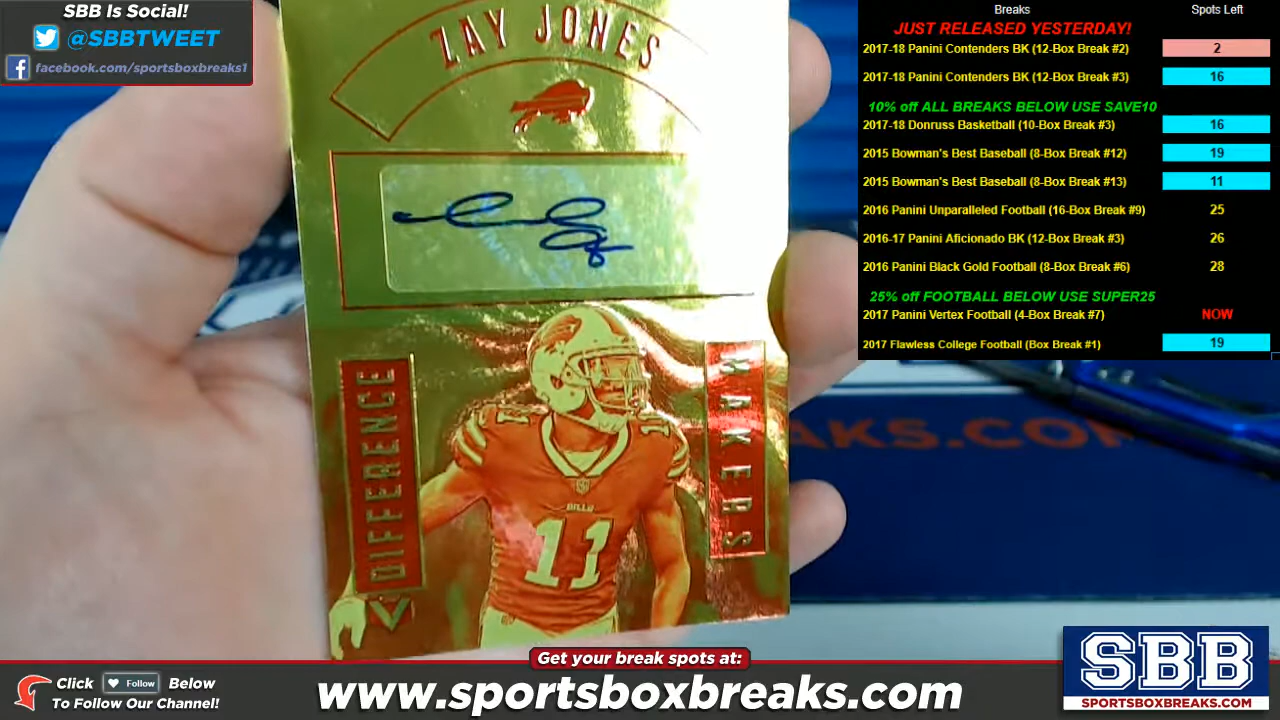 SBB Is Social!
@SBBTWEET
facebook.com/sportsboxbreaks1
ZAY JONES
DIFFERENCE
MAKERS
11
11
BILLS
11
AKS.COM
Breaks Spots Left
JUST RELEASED YESTERDAY!
2017-18 Panini Contenders BK (12-Box Break #2) 2
2017-18 Panini Contenders BK (12-Box Break #3) 16
10% off ALL BREAKS BELOW USE SAVE10
2017-18 Donruss Basketball (10-Box Break #3) 16
2015 Bowman's Best Baseball (8-Box Break #12) 19
2015 Bowman's Best Baseball (8-Box Break #13) 11
2016 Panini Unparalleled Football (16-Box Break #9) 25
2016-17 Panini Aficionado BK (12-Box Break #3) 26
2016 Panini Black Gold Football (8-Box Break #6) 28
25% off FOOTBALL BELOW USE SUPER25
2017 Panini Vertex Football (4-Box Break #7) NOW
2017 Flawless College Football (Box Break #1) 19
Get your break spots at:
Click Follow Below
To Follow Our Channel!
www.sportsboxbreaks.com
SBB
SPORTSBOXBREAKS.COM